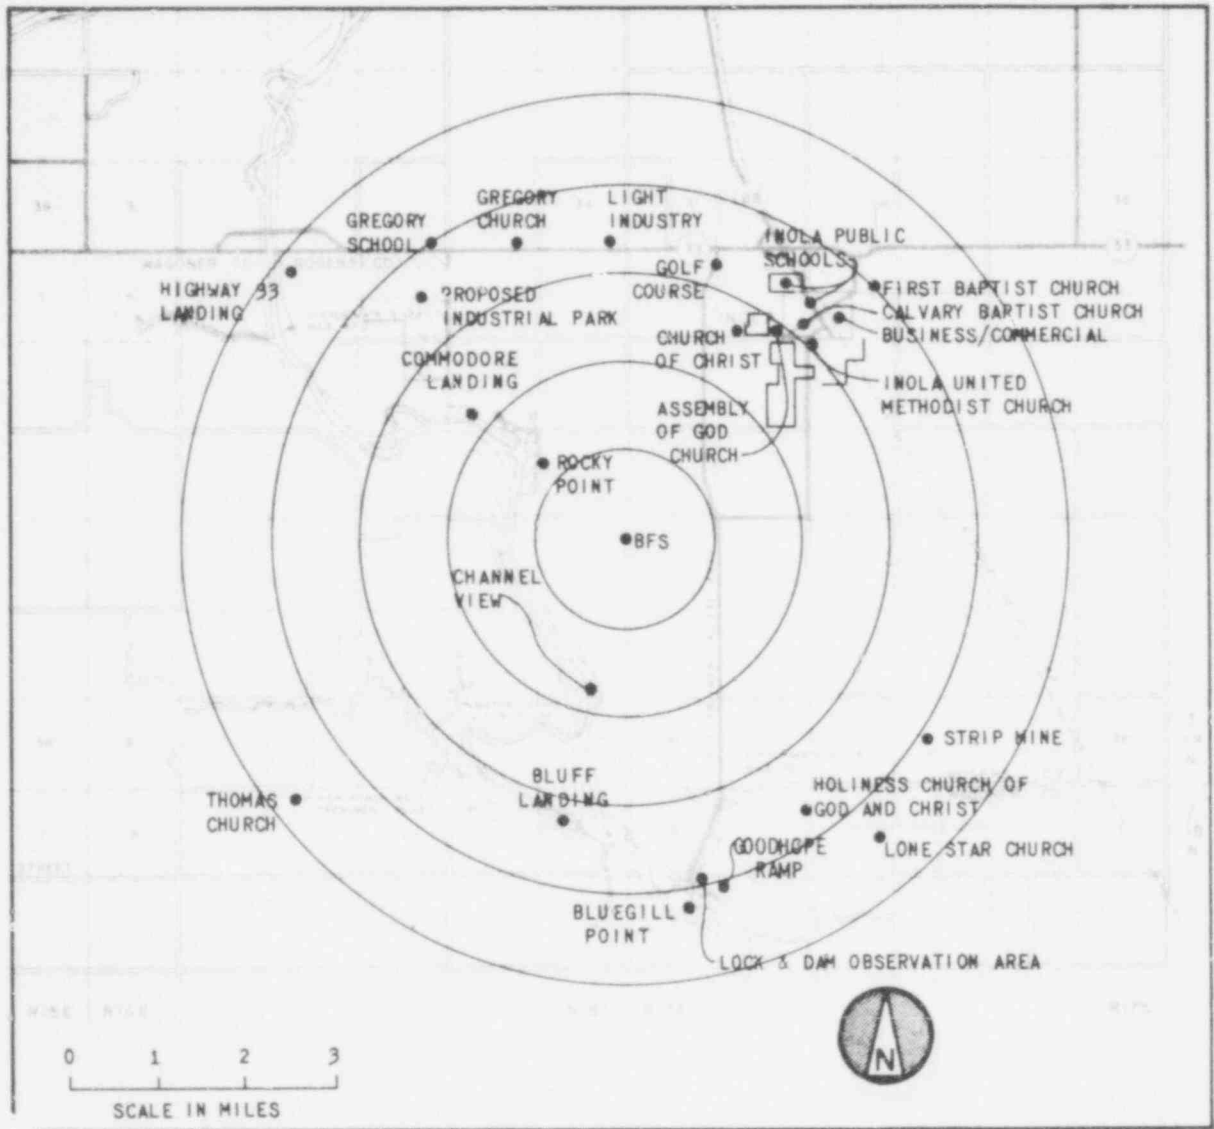 GREGORY
CHURCH
LIGHT
INDUSTRY
GREGORY
SCHOOL
INOLA PUBLIC
SCHOOLS
33
GOLF
COURSE
HIGHWAY 33
LANDING
PROPOSED
INDUSTRIAL PARK
FIRST BAPTIST CHURCH
CALVARY BAPTIST CHURCH
BUSINESS/COMMERCIAL
CHURCH
OF CHRIST
COMMODORE
LANDING
INOLA UNITED
METHODIST CHURCH
ASSEMBLY
OF GOD
CHURCH
ROCKY
POINT
BFS
CHANNEL
VIEW
STRIP MINE
BLUFF
LANDING
HOLINESS CHURCH OF
GOD AND CHRIST
THOMAS
CHURCH
GOODHOPE
RAMP
LONE STAR CHURCH
BLUEGILL
POINT
LOCK & DAM OBSERVATION AREA
N
0 1 2 3
SCALE IN MILES